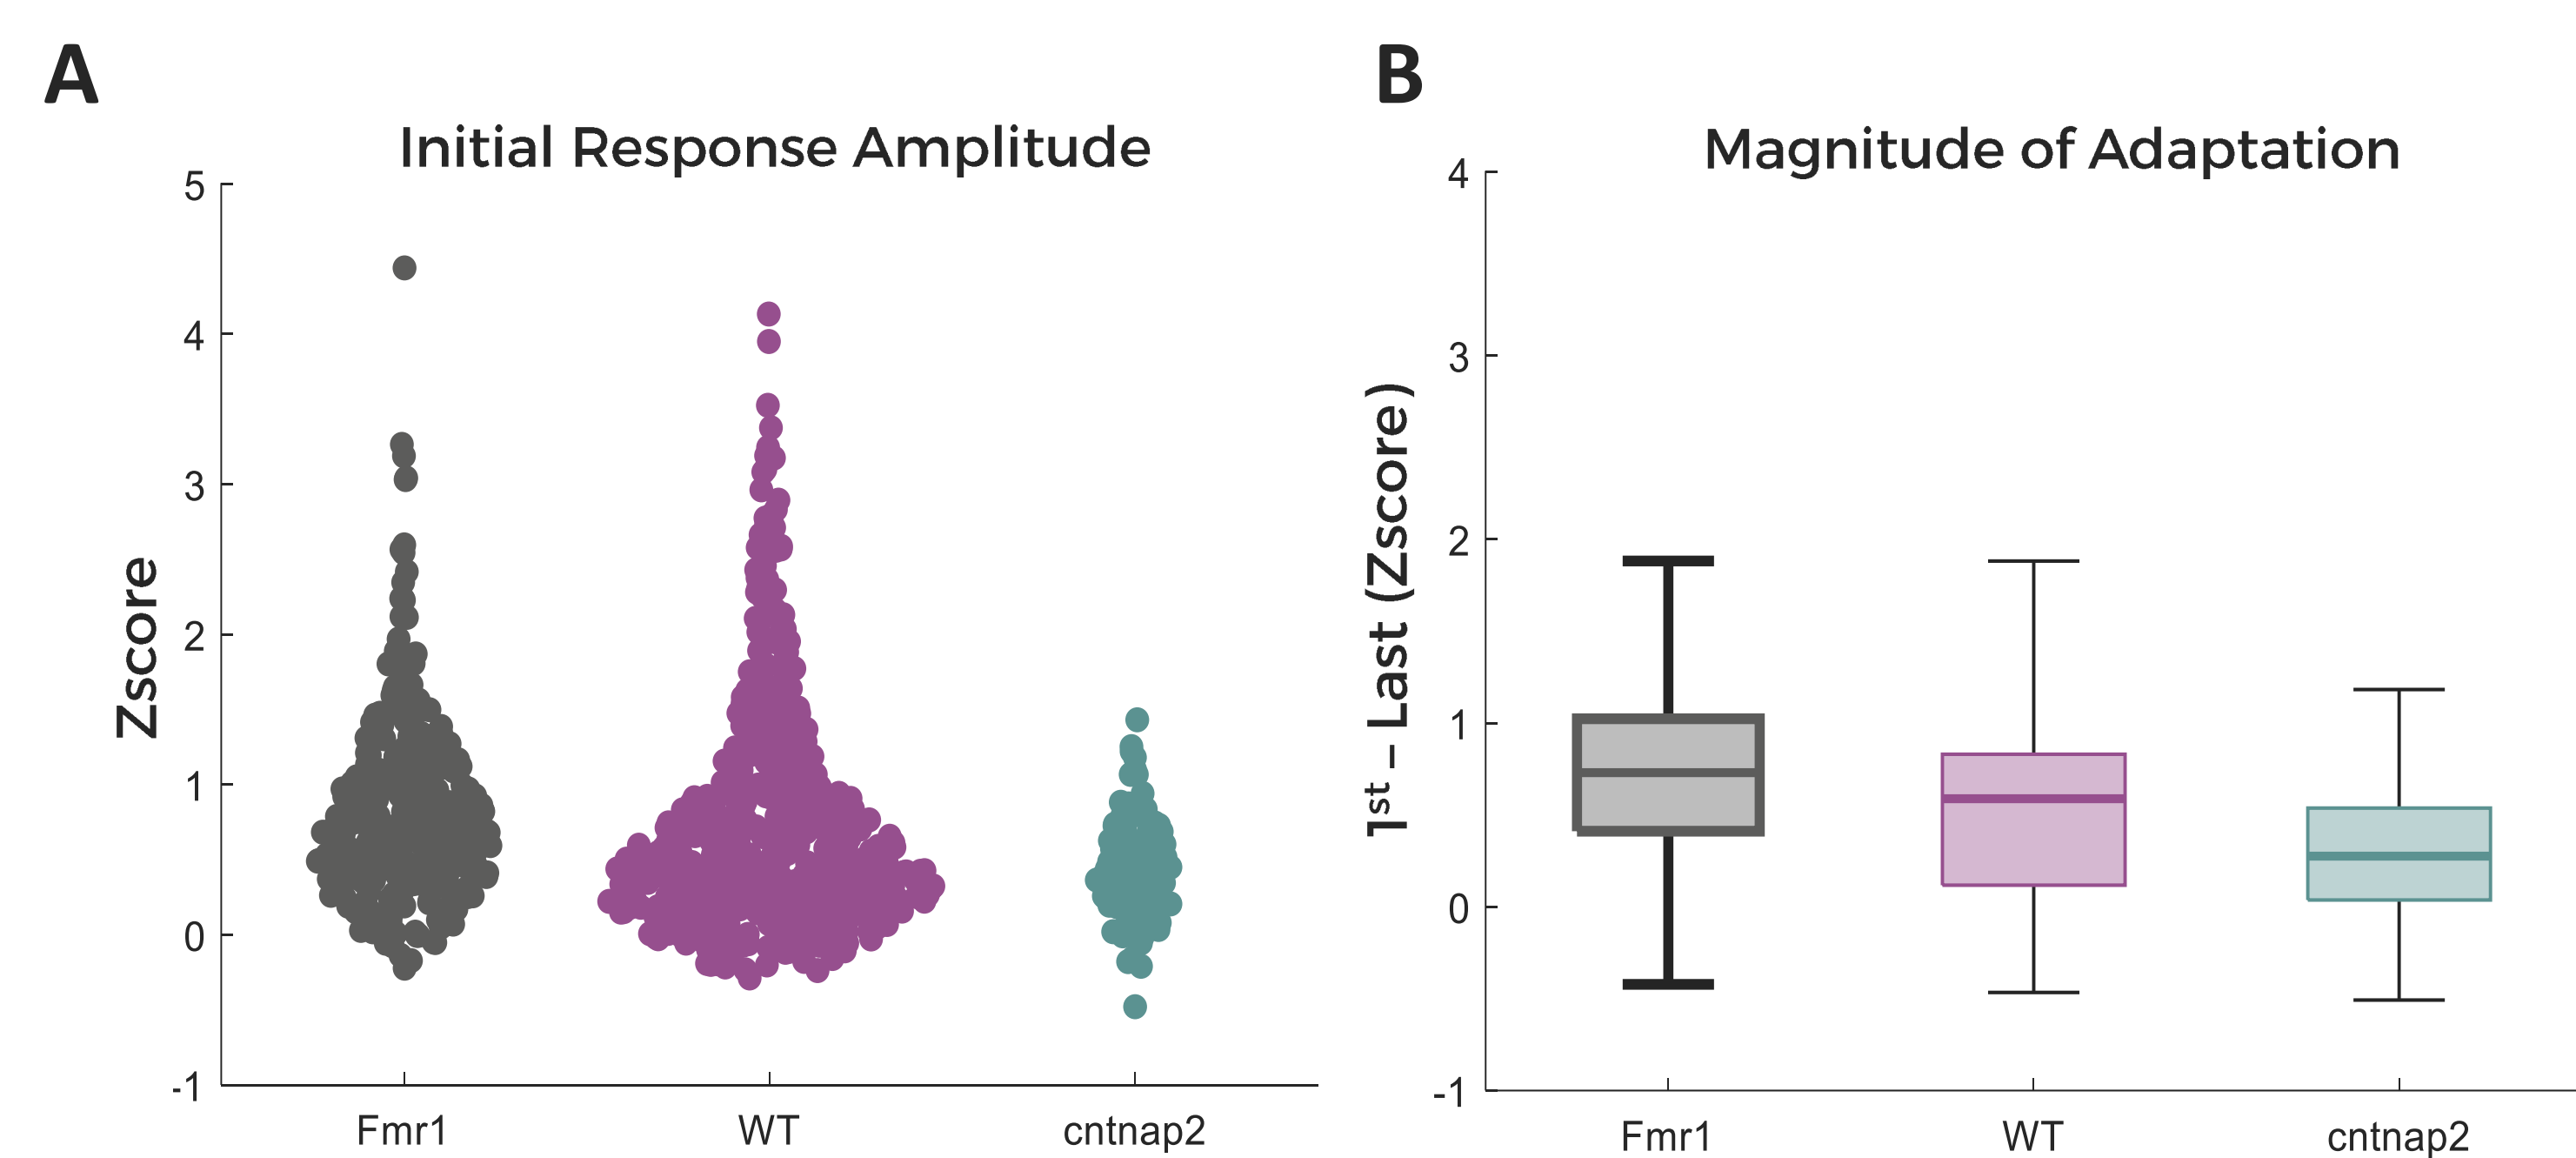 A
Initial Response Amplitude
Zscore
5
4
3
2
1
0
-1
Fmr1 WT cntnap2
B
Magnitude of Adaptation
1st – Last (Zscore)
4
3
2
1
0
-1
Fmr1 WT cntnap2